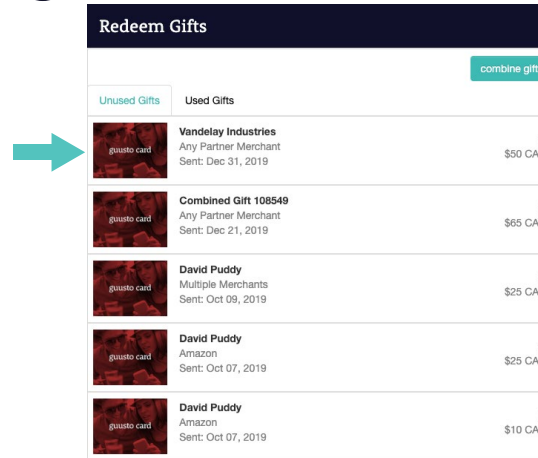 Redeem Gifts
combine gift
Unused Gifts Used Gifts
guusto card
Vandelay Industries
Any Partner Merchant
Sent: Dec 31, 2019
$50 CA
guusto card
Combined Gift 108549
Any Partner Merchant
Sent: Dec 21, 2019
$65 CA
guusto card
David Puddy
Multiple Merchants
Sent: Oct 09, 2019
$25 CA
guusto card
David Puddy
Amazon
Sent: Oct 07, 2019
$25 CA
guusto card
David Puddy
Amazon
Sent: Oct 07, 2019
$10 CA